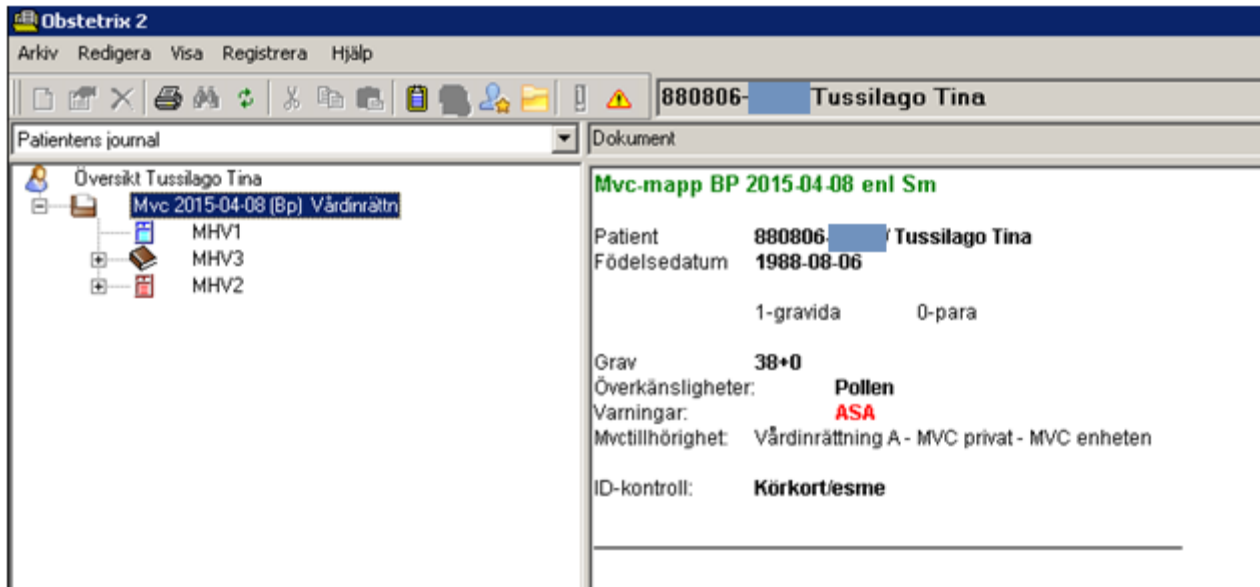 Obstetrix 2
Arkiv Redigera Visa Registrera Hjälp
880806- Tussilago Tina
Patientens journal
Dokument
Översikt Tussilago Tina
Mvc 2015-04-08 (Bp) Vårdinrättn
MHV1
MHV3
MHV2
Mvc-mapp BP 2015-04-08 enl Sm
Patient 880806- / Tussilago Tina
Födelsedatum 1988-08-06
1-gravida 0-para
Grav 38+0
Överkänsligheter: Pollen
Varningar: ASA
Mvctillhörighet: Vårdinrättning A - MVC privat - MVC enheten
ID-kontroll: Körkort/esme